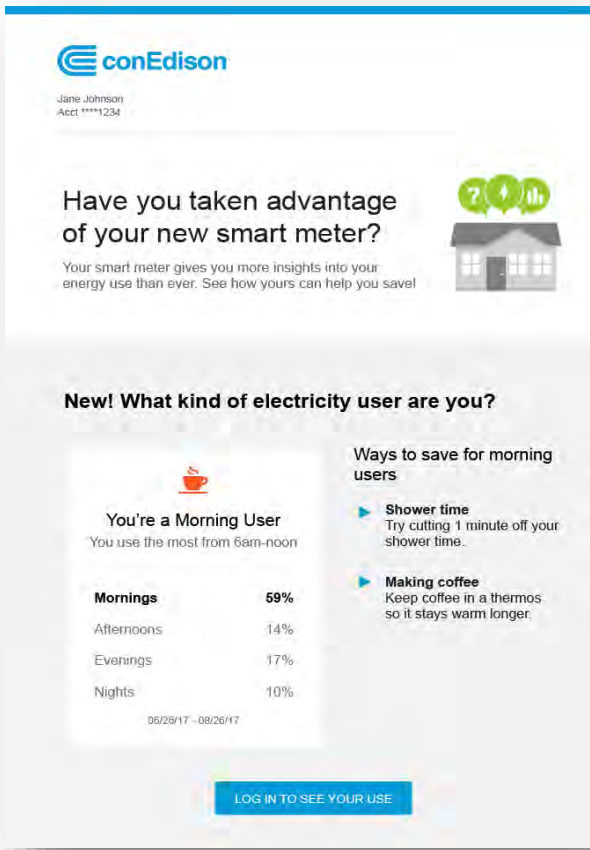 conEdison
Jane Johnson
Acct ****1234
Have you taken advantage
of your new smart meter?
Your smart meter gives you more insights into your
energy use than ever. See how yours can help you save!
?
New! What kind of electricity user are you?
You're a Morning User
You use the most from 6am-noon
Mornings 59%
Afternoons 14%
Evenings 17%
Nights 10%
06/26/17 - 08/26/17
Ways to save for morning
users
Shower time
Try cutting 1 minute off your
shower time.
Making coffee
Keep coffee in a thermos
so it stays warm longer.
LOG IN TO SEE YOUR USE